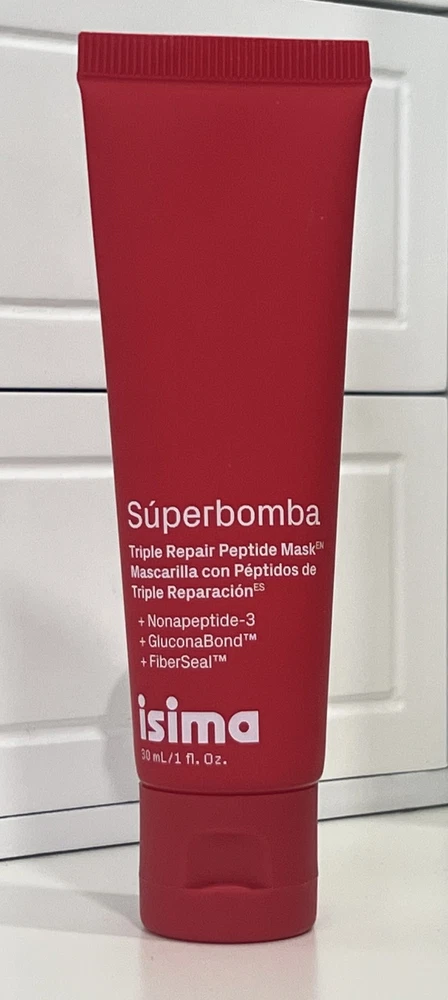 Súperbomba
Triple Repair Peptide MaskEN
Mascarilla con Péptidos de
Triple ReparaciónES
+ Nonapeptide-3
+ GluconaBond™
+ FiberSeal™
isima
30 mL/1 fl. Oz.